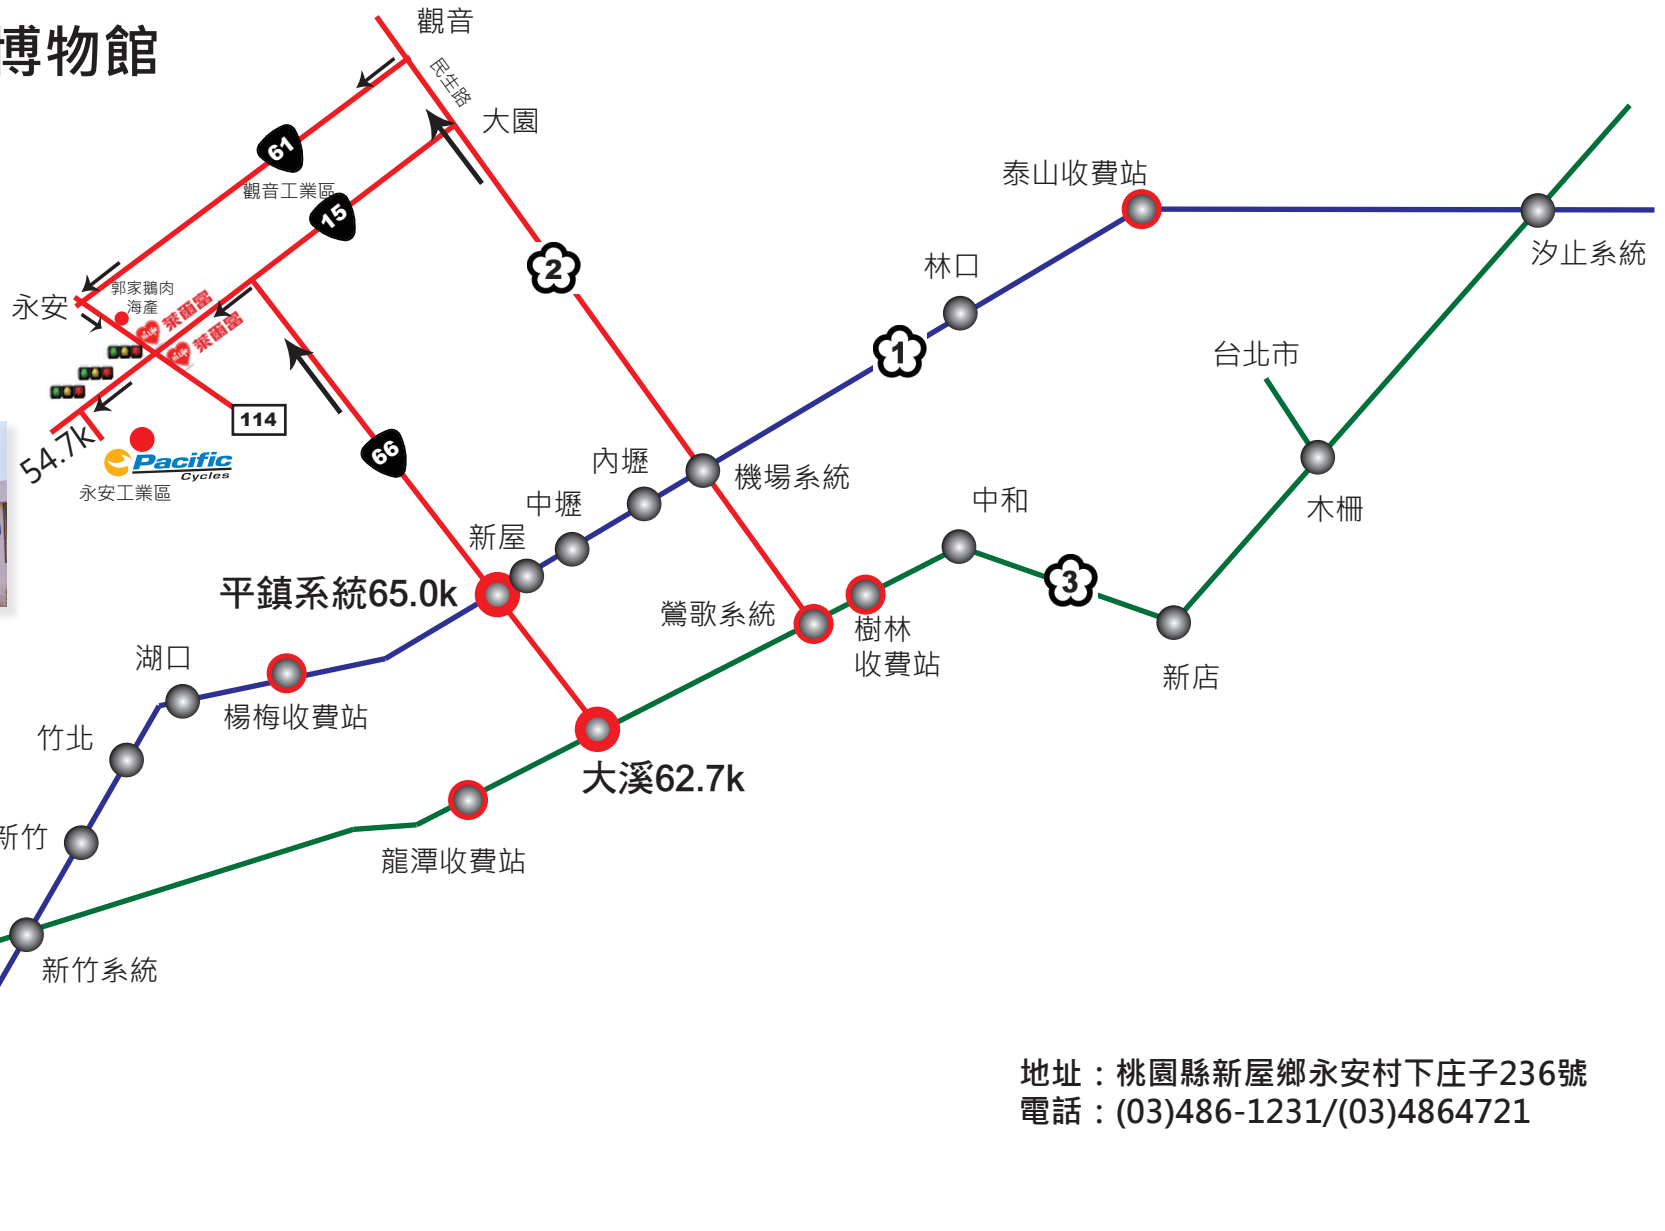 博物館
觀音
民生路
大園
61
觀音工業區
15
泰山收費站
汐止系統
2
林口
永安
郭家鵝肉
海產
Hi-Life
萊爾富
Hi-Life
萊爾富
1
台北市
114
54.7k
Pacific
Cycles
永安工業區
66
內壢
機場系統
中壢
新屋
中和
木柵
平鎮系統65.0k
3
鶯歌系統
樹林
收費站
新店
湖口
楊梅收費站
竹北
大溪62.7k
新竹
龍潭收費站
新竹系統
地址：桃園縣新屋鄉永安村下庄子236號
電話：(03)486-1231/(03)4864721